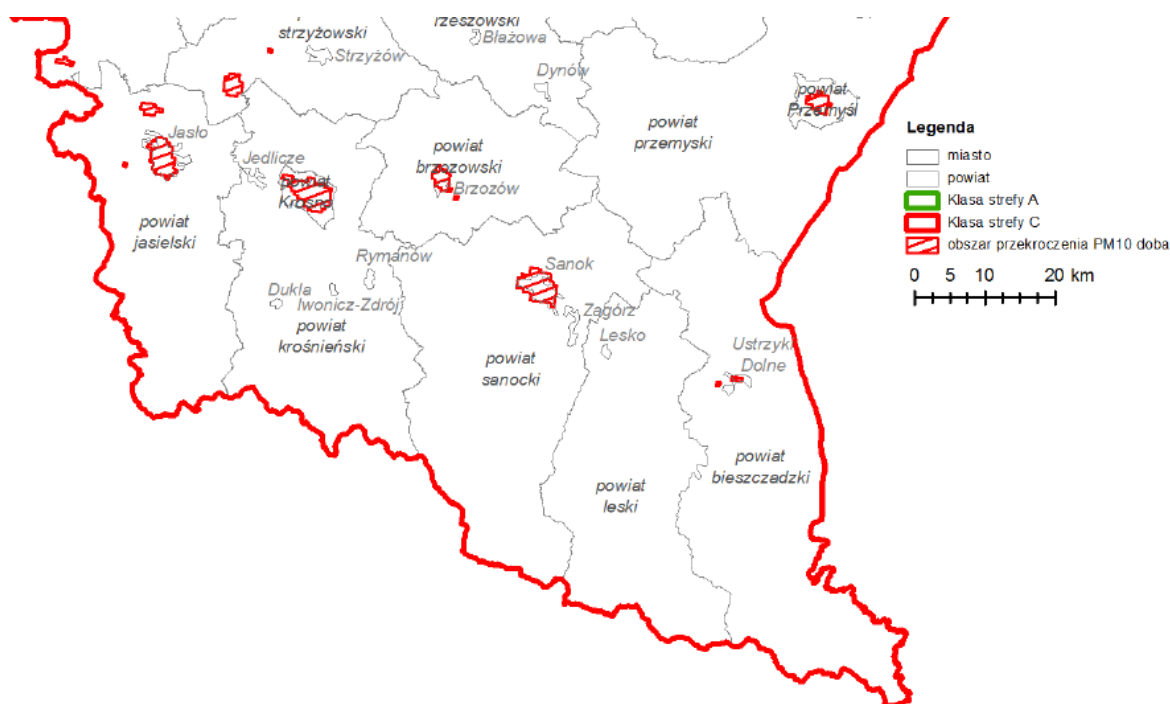 strzyżowski
rzeszowski
Błażowa
Strzyżów
Dynów
powiat
Przemyśl
powiat
przemyski
Legenda
miasto
powiat
Klasa strefy A
Klasa strefy C
obszar przekroczenia PM10 doba
0 5 10 20 km
Jasło
Jedlicze
powiat
Krosno
powiat
brzozowski
Brzozów
powiat
jasielski
Rymanów
Dukla
Iwonicz-Zdrój
powiat
krośnieński
Sanok
Zagórz
Lesko
powiat
sanocki
Ustrzyki
Dolne
powiat
leski
powiat
bieszczadzki